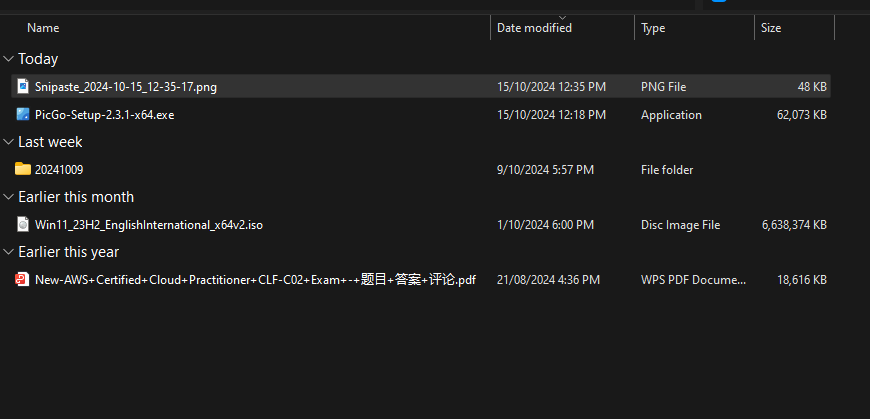 Name Date modified Type Size
Today
Snipaste_2024-10-15_12-35-17.png 15/10/2024 12:35 PM PNG File 48 KB
PicGo-Setup-2.3.1-x64.exe 15/10/2024 12:18 PM Application 62,073 KB
Last week
20241009 9/10/2024 5:57 PM File folder
Earlier this month
Win11_23H2_EnglishInternational_x64v2.iso 1/10/2024 6:00 PM Disc Image File 6,638,374 KB
Earlier this year
New-AWS+Certified+Cloud+Practitioner+CLF-C02+Exam+-+题目+答案+评论.pdf 21/08/2024 4:36 PM WPS PDF Docume... 18,616 KB